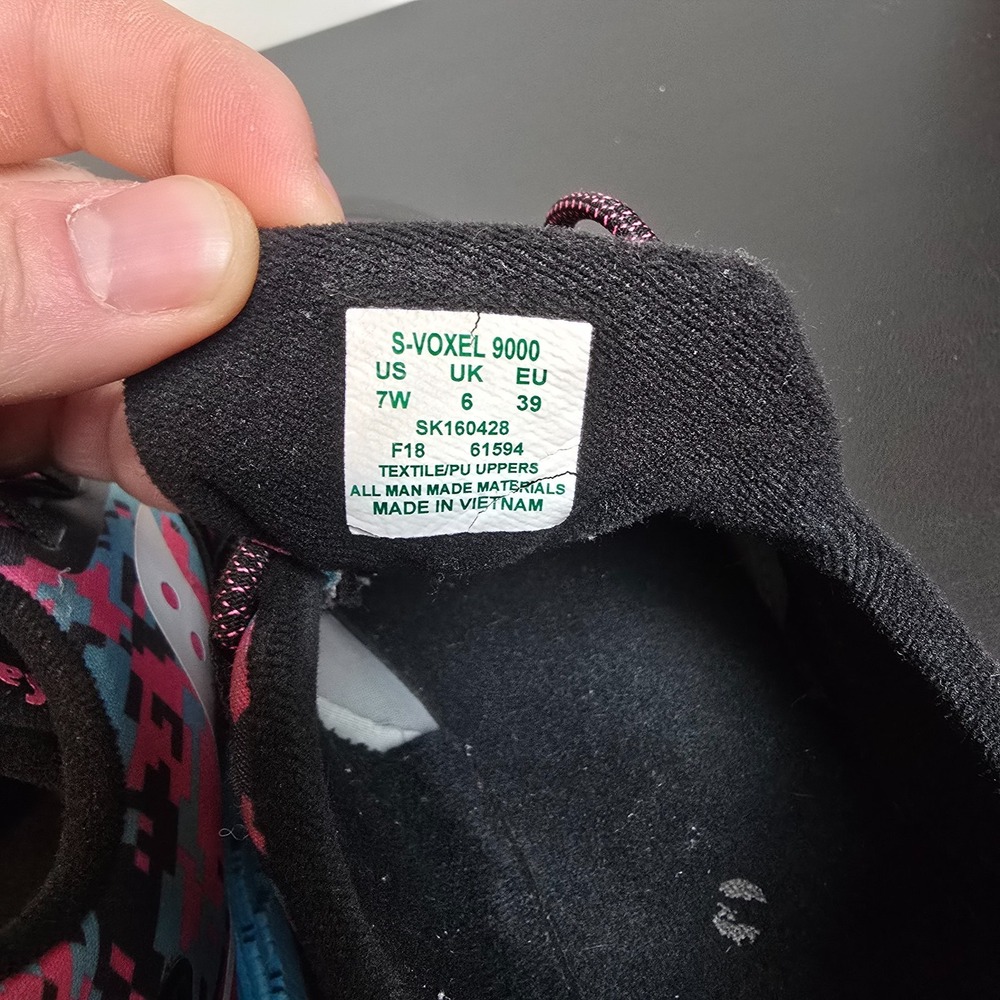 S-VOXEL 9000
US UK EU
7W 6 39
SK160428
F18 61594
TEXTILE/PU UPPERS
ALL MAN MADE MATERIALS
MADE IN VIETNAM